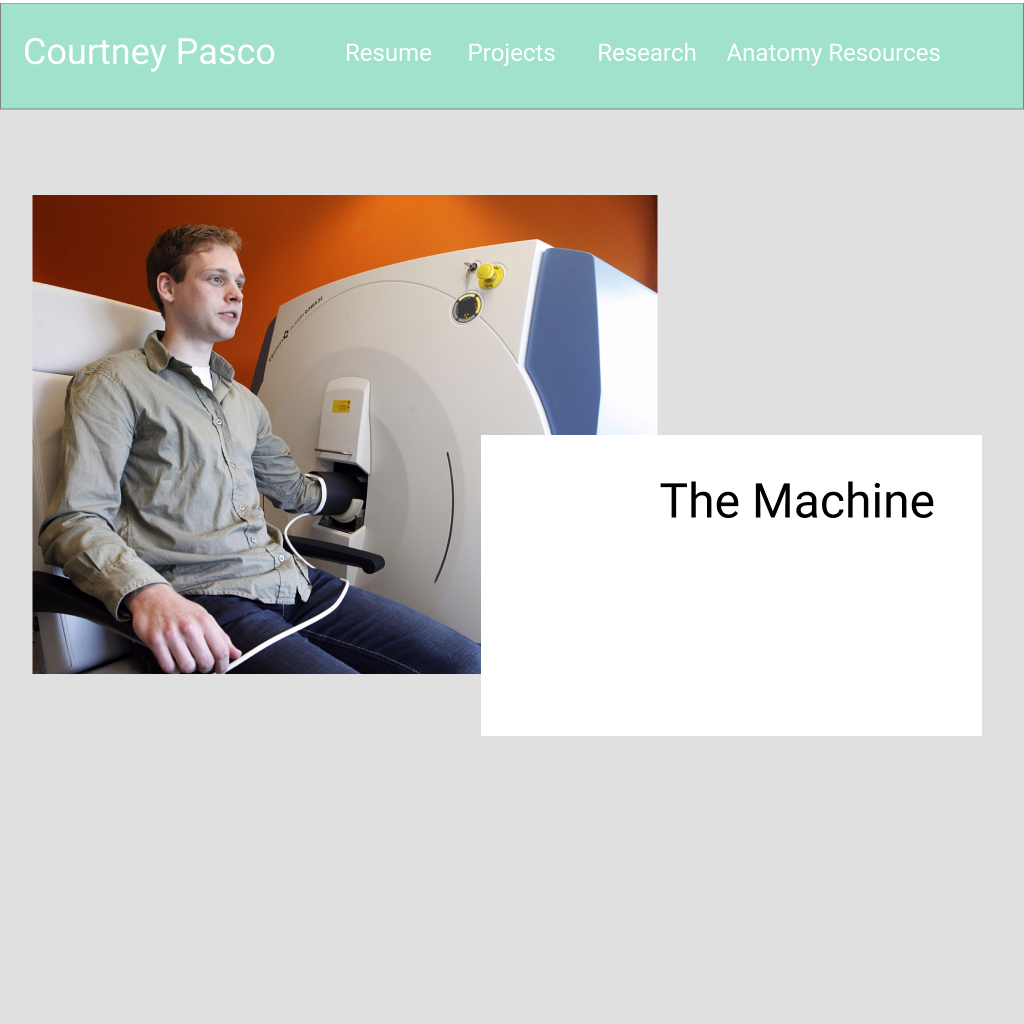 Courtney Pasco
Resume
Projects
Research
Anatomy Resources
The Machine